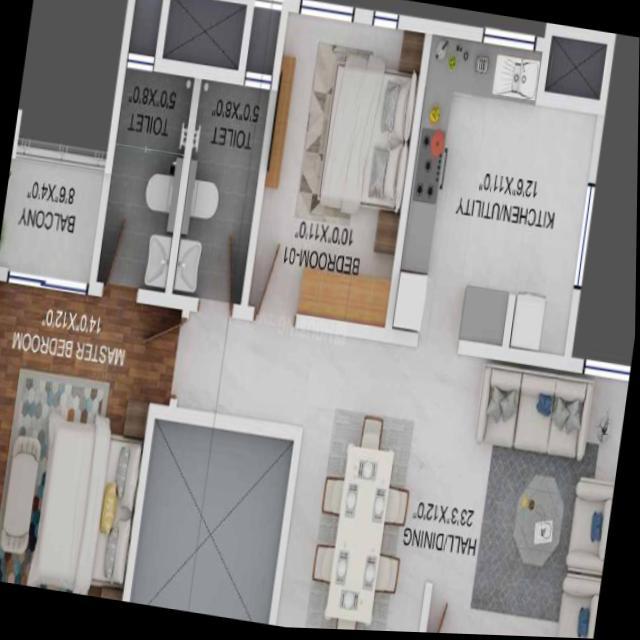 TOILET
5'0"X8'0"
TOILET
5'0"X8'0"
BALCONY
8'6"X4'0"
KITCHEN/UTILITY
12'6"X11'0"
BEDROOM-01
10'0"X11'0"
MASTER BEDROOM
14'0"X12'0"
HALL/DINING
23'3"X12'0"